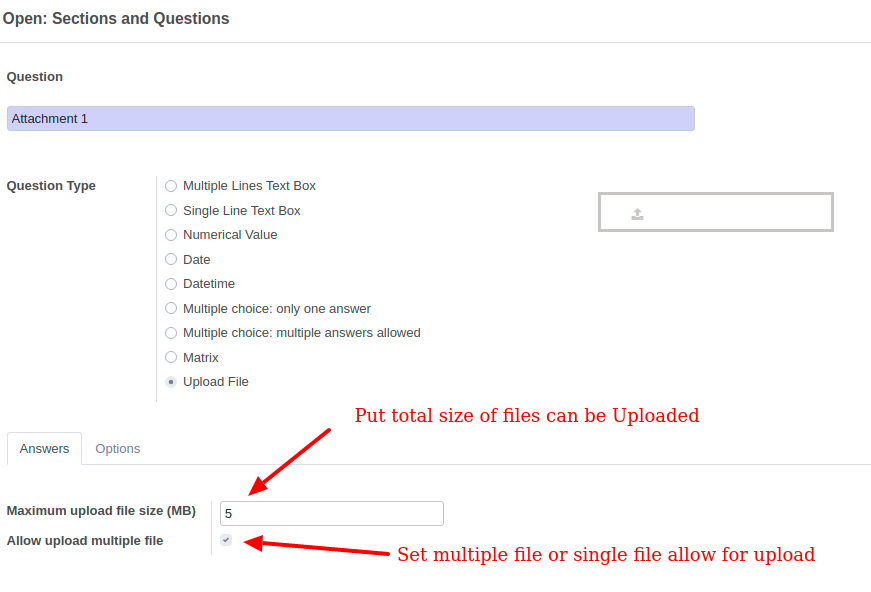 Open: Sections and Questions
Question
Attachment 1
Question Type
Multiple Lines Text Box
Single Line Text Box
Numerical Value
Date
Datetime
Multiple choice: only one answer
Multiple choice: multiple answers allowed
Matrix
Upload File
Put total size of files can be Uploaded
Answers Options
Maximum upload file size (MB) 5
Allow upload multiple file
Set multiple file or single file allow for upload